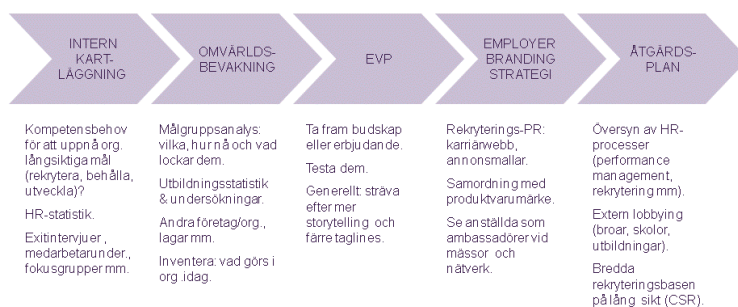 INTERN
KART-
LÄGGNING
OMVÄRLDS-
BEVAKNING
EVP
EMPLOYER
BRANDING
STRATEGI
ÅTGÄRDS-
PLAN
Kompetensbehov
för att uppnå org.
långsiktiga mål
(rekrytera, behålla,
utveckla)?
HR-statistik.
Exitintervjuer,
medarbetarunder.,
fokusgrupper mm.
Målgruppsanalys:
vilka, hur nå och vad
lockar dem.
Utbildningsstatistik
& undersökningar.
Andra företag/org.,
lagar mm.
Inventera: vad görs i
org .idag.
Ta fram budskap
eller erbjudande.
Testa dem.
Generellt: sträva
efter mer
storytelling och
färre taglines.
Rekryterings-PR:
karriärwebb,
annonsmallar.
Samordning med
produktvarumärke.
Se anställda som
ambassadörer vid
mässor och
nätverk.
Översyn av HR-
processer
(performance
management,
rekrytering mm).
Extern lobbying
(broar, skolor,
utbildningar).
Bredda
rekryteringsbasen
på lång sikt (CSR).